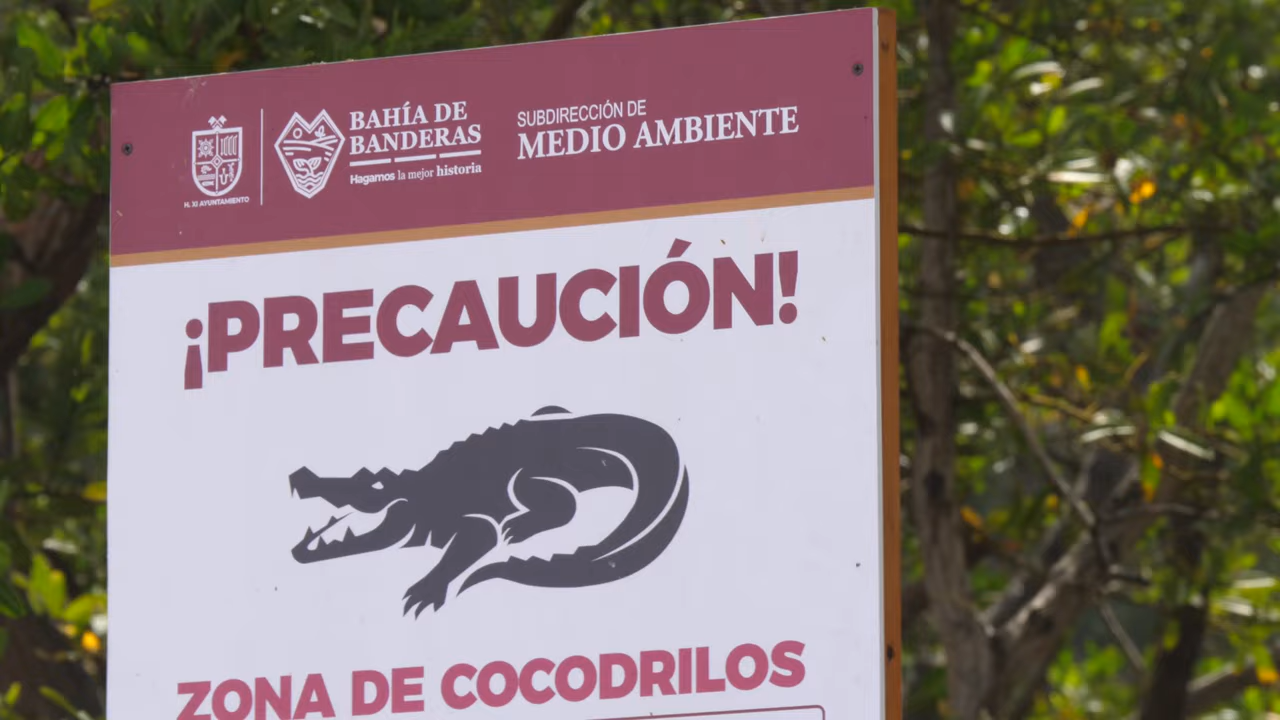 N. XI AYUNTAMIENTO
BAHÍA DE
BANDERAS
Hagamos la mejor historia
SUBDIRECCIÓN DE
MEDIO AMBIENTE
¡PRECAUCIÓN!
ZONA DE COCODRILOS